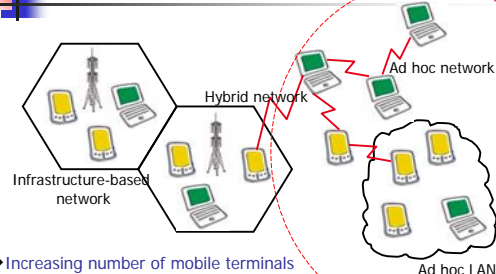 Ad hoc network
Hybrid network
Infrastructure-based
network
Increasing number of mobile terminals
Ad hoc LAN